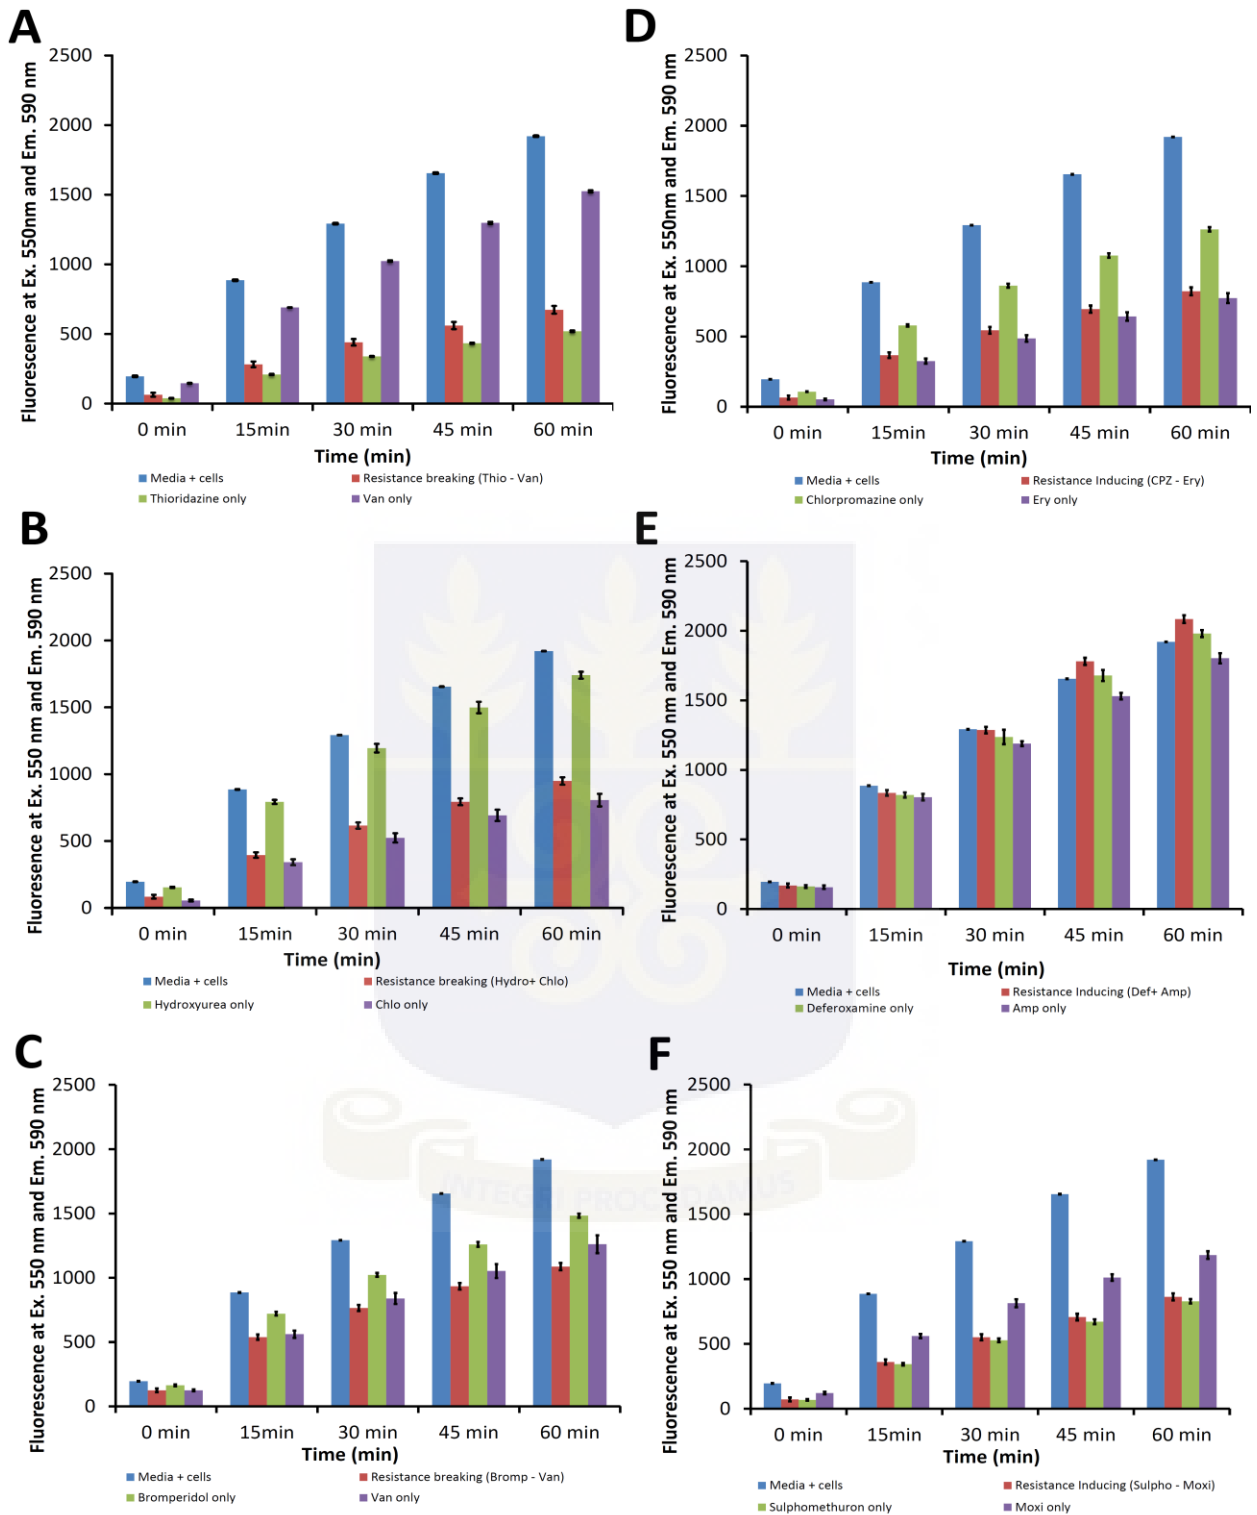 A
Fluorescence at Ex. 550nm and Em. 590 nm
2500
2000
1500
1000
500
0
0 min 15min 30 min 45 min 60 min
Time (min)
Media + cells Resistance breaking (Thio - Van)
Thioridazine only Van only
B
Fluoresence at Ex. 550 nm and Em. 590 nm
2500
2000
1500
1000
500
0
0 min 15min 30 min 45 min 60 min
Time (min)
Media + cells Resistance breaking (Hydro+ Chlo)
Hydroxyurea only Chlo only
C
Fluorescence at Ex. 550 nm and Em. 590 nm
2500
2000
1500
1000
500
0
0 min 15min 30 min 45 min 60 min
Time (min)
Media + cells Resistance breaking (Bromp - Van)
Bromperidol only Van only
D
Fluorescence at Ex. 550nm and Em. 590 nm
2500
2000
1500
1000
500
0
0 min 15min 30 min 45 min 60 min
Time (min)
Media + cells Resistance Inducing (CPZ - Ery)
Chlorpromazine only Ery only
E
Fluorescence at Ex. 550 nm and Em. 590 nm
2500
2000
1500
1000
500
0
0 min 15min 30 min 45 min 60 min
Time (min)
Media + cells Resistance Inducing (Def+ Amp)
Deferoxamine only Amp only
F
Fluorescence at Ex. 550 nm and Em. 590 nm
2500
2000
1500
1000
500
0
0 min 15min 30 min 45 min 60 min
Time (min)
Media + cells Resistance Inducing (Sulpho - Moxi)
Sulphomethuron only Moxi only
INTEGRI PROCEDAMUS